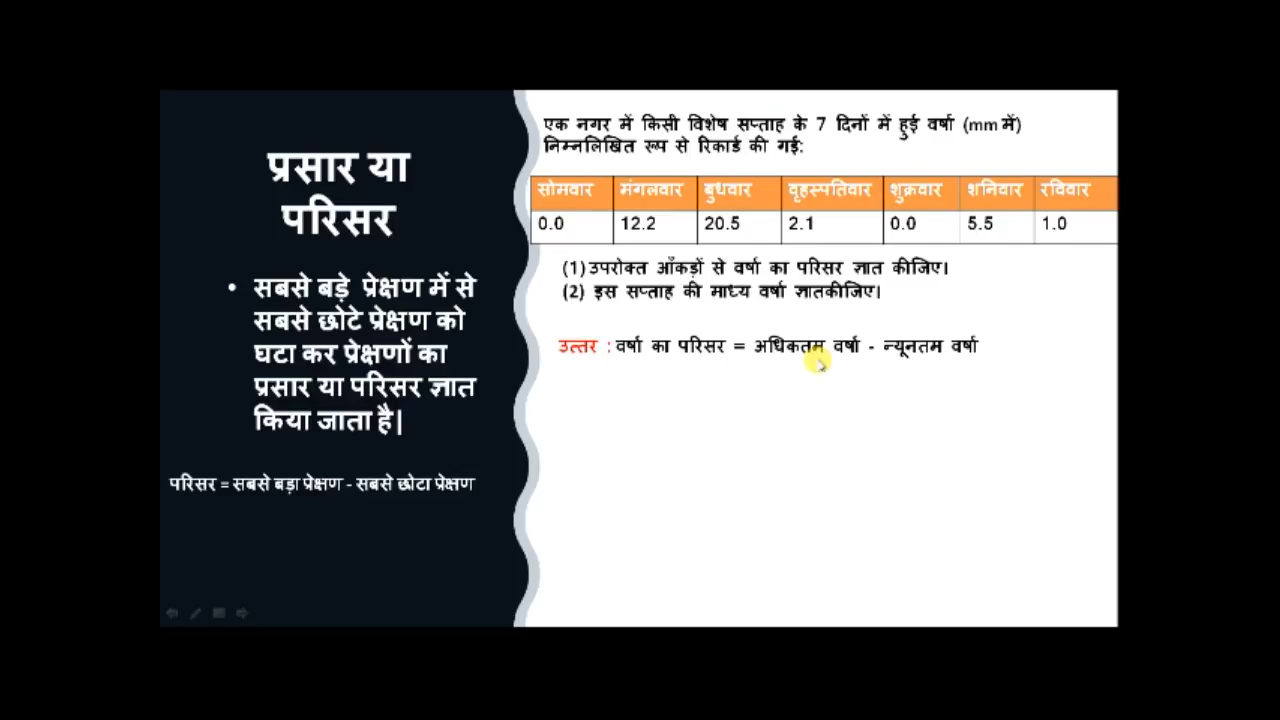 प्रसार या
परिसर
• सबसे बड़े प्रेक्षण में से
सबसे छोटे प्रेक्षण को
घटा कर प्रेक्षणों का
प्रसार या परिसर ज्ञात
किया जाता है|
परिसर = सबसे बड़ा प्रेक्षण - सबसे छोटा प्रेक्षण
एक नगर में किसी विशेष सप्ताह के 7 दिनों में हुई वर्षा (mm में)
निम्नलिखित रूप से रिकार्ड की गई:
सोमवार मंगलवार बुधवार वृहस्पतिवार शुक्रवार शनिवार रविवार
0.0 12.2 20.5 2.1 0.0 5.5 1.0
(1) उपरोक्त आँकड़ों से वर्षा का परिसर ज्ञात कीजिए।
(2) इस सप्ताह की माध्य वर्षा ज्ञातकीजिए।
उत्तर : वर्षा का परिसर = अधिकतम वर्षा - न्यूनतम वर्षा